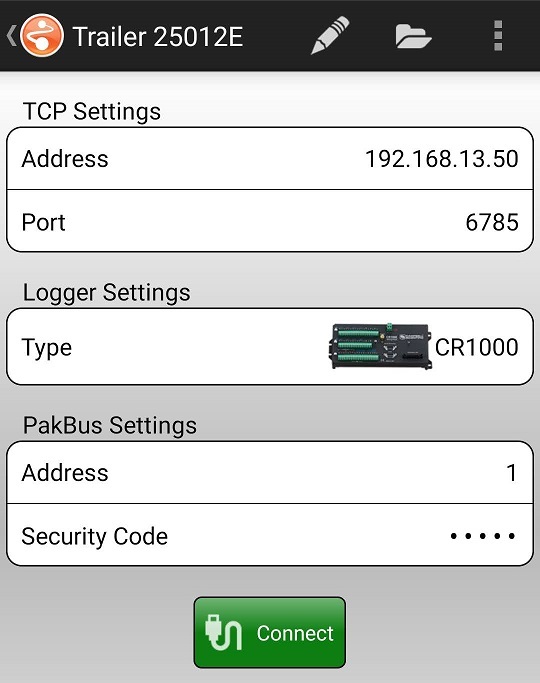 Trailer 25012E
TCP Settings
Address 192.168.13.50
Port 6785
Logger Settings
Type CR1000
PakBus Settings
Address 1
Security Code •••••
Connect